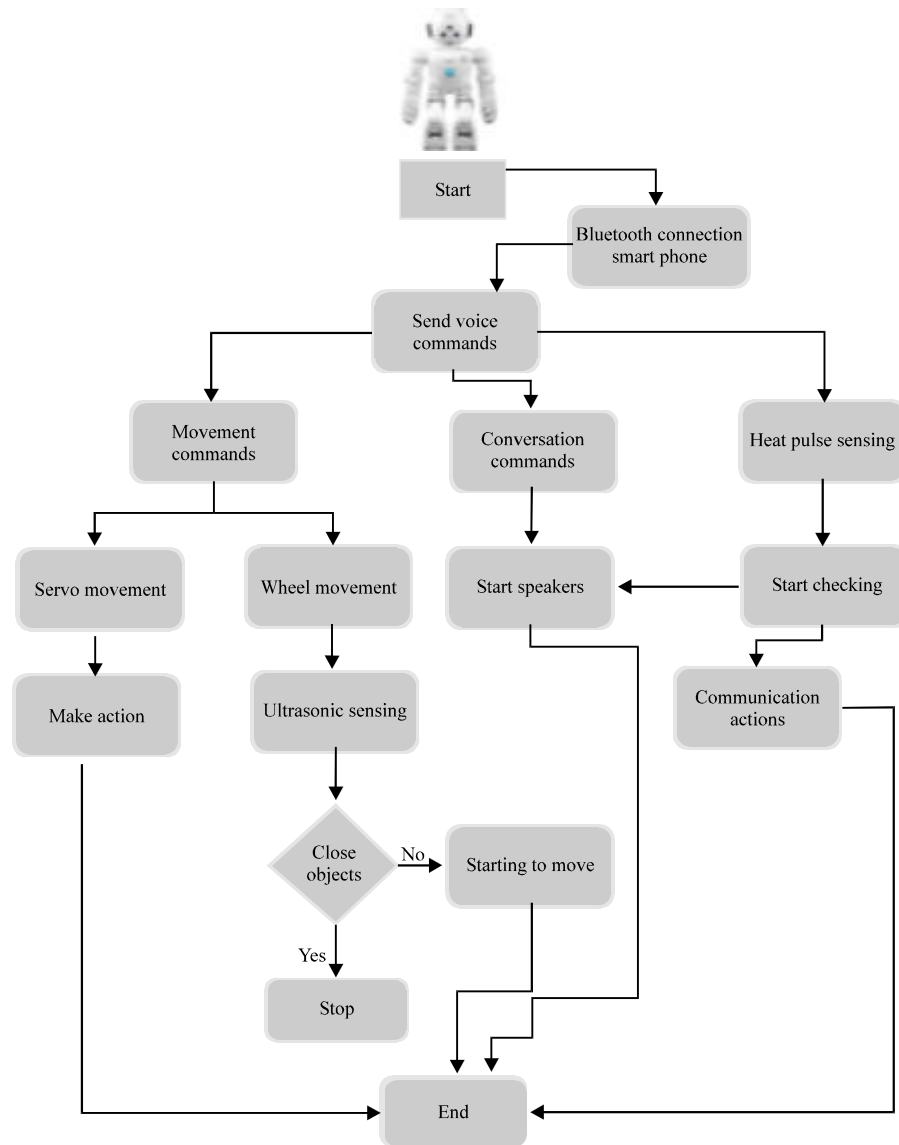 Start
Bluetooth connection
smart phone
Send voice
commands
Movement
commands
Conversation
commands
Heat pulse sensing
Servo movement
Wheel movement
Start speakers
Start checking
Make action
Ultrasonic sensing
Communication
actions
Close
objects
No
Starting to move
Yes
Stop
End